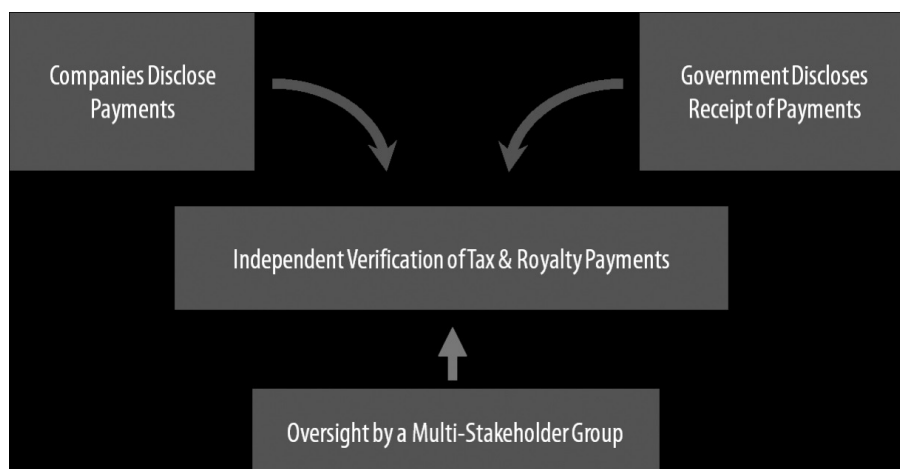 Companies Disclose
Payments
Government Discloses
Receipt of Payments
Independent Verification of Tax & Royalty Payments
Oversight by a Multi-Stakeholder Group